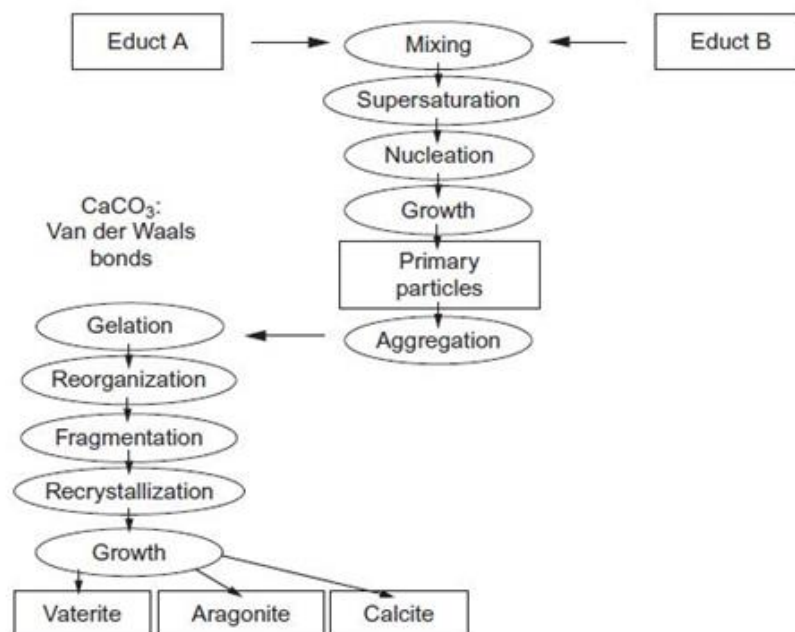 Educt A
Mixing
Educt B
Supersaturation
Nucleation
Growth
CaCO₃:
Van der Waals
bonds
Primary
particles
Aggregation
Gelation
Reorganization
Fragmentation
Recrystallization
Growth
Vaterite
Aragonite
Calcite